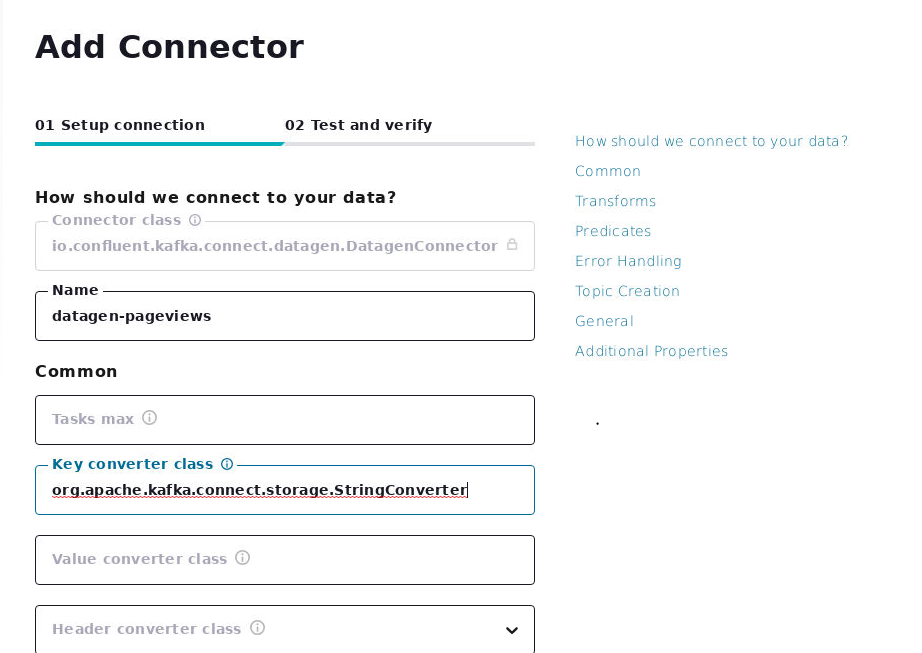 Add Connector
01 Setup connection
02 Test and verify
How should we connect to your data?
Connector class
io.confluent.kafka.connect.datagen.DatagenConnector
Name
datagen-pageviews
Common
Tasks max
Key converter class
org.apache.kafka.connect.storage.StringConverter
Value converter class
Header converter class
How should we connect to your data?
Common
Transforms
Predicates
Error Handling
Topic Creation
General
Additional Properties